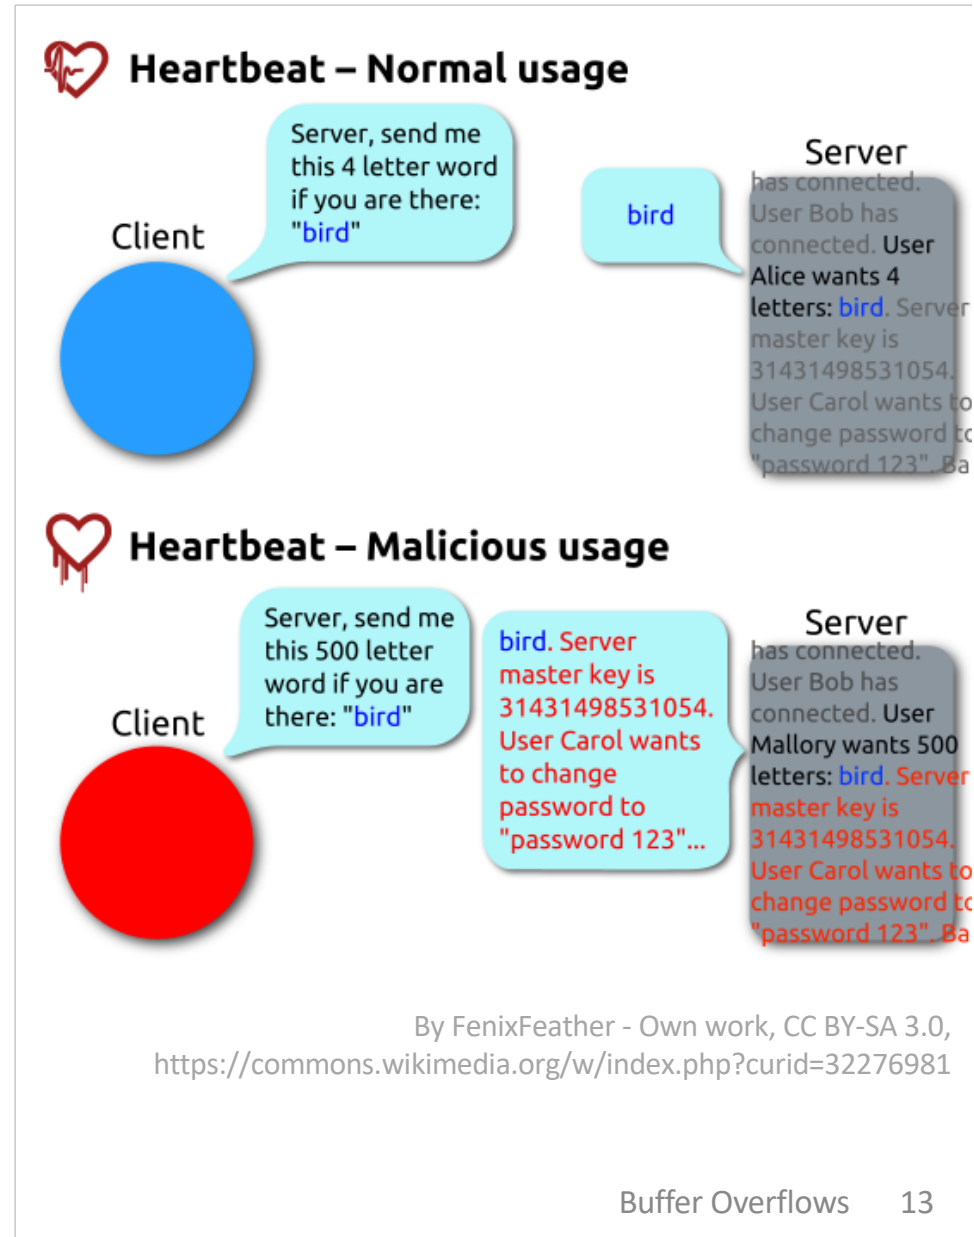 Heartbeat – Normal usage
Server, send me
this 4 letter word
if you are there:
"bird"
Client
bird
Server
has connected.
User Bob has
connected. User
Alice wants 4
letters: bird. Server
master key is
31431498531054.
User Carol wants to
change password to
"password 123". Ba
Heartbeat – Malicious usage
Server, send me
this 500 letter
word if you are
there: "bird"
Client
bird. Server
master key is
31431498531054.
User Carol wants
to change
password to
"password 123"...
Server
has connected.
User Bob has
connected. User
Mallory wants 500
letters: bird. Server
master key is
31431498531054.
User Carol wants to
change password to
"password 123". Ba
By FenixFeather - Own work, CC BY-SA 3.0,
https://commons.wikimedia.org/w/index.php?curid=32276981
Buffer Overflows 13